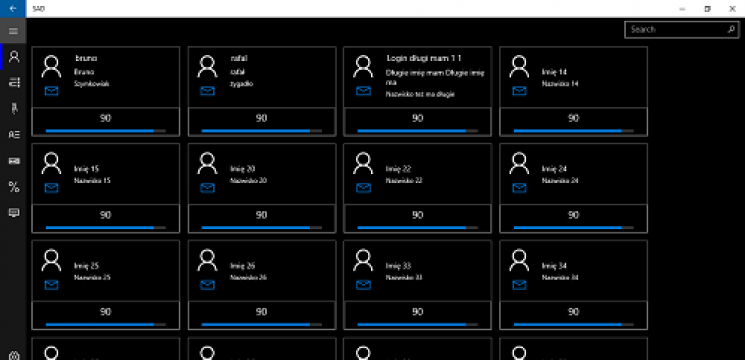 SAD
Search
bruno
Bruno
Szymkowiak
rafal
rafal
zygadlo
Login długi mam 1 1
Długie imię mam Długie imię
ma
Nazwisko też ma długie
Imię 14
Nazwisko 14
90
90
90
90
Imię 15
Nazwisko 15
Imię 20
Nazwisko 20
Imię 22
Nazwisko 22
Imię 24
Nazwisko 24
90
90
90
90
Imię 25
Nazwisko 25
Imię 26
Nazwisko 26
Imię 33
Nazwisko 33
Imię 34
Nazwisko 34
90
90
90
90